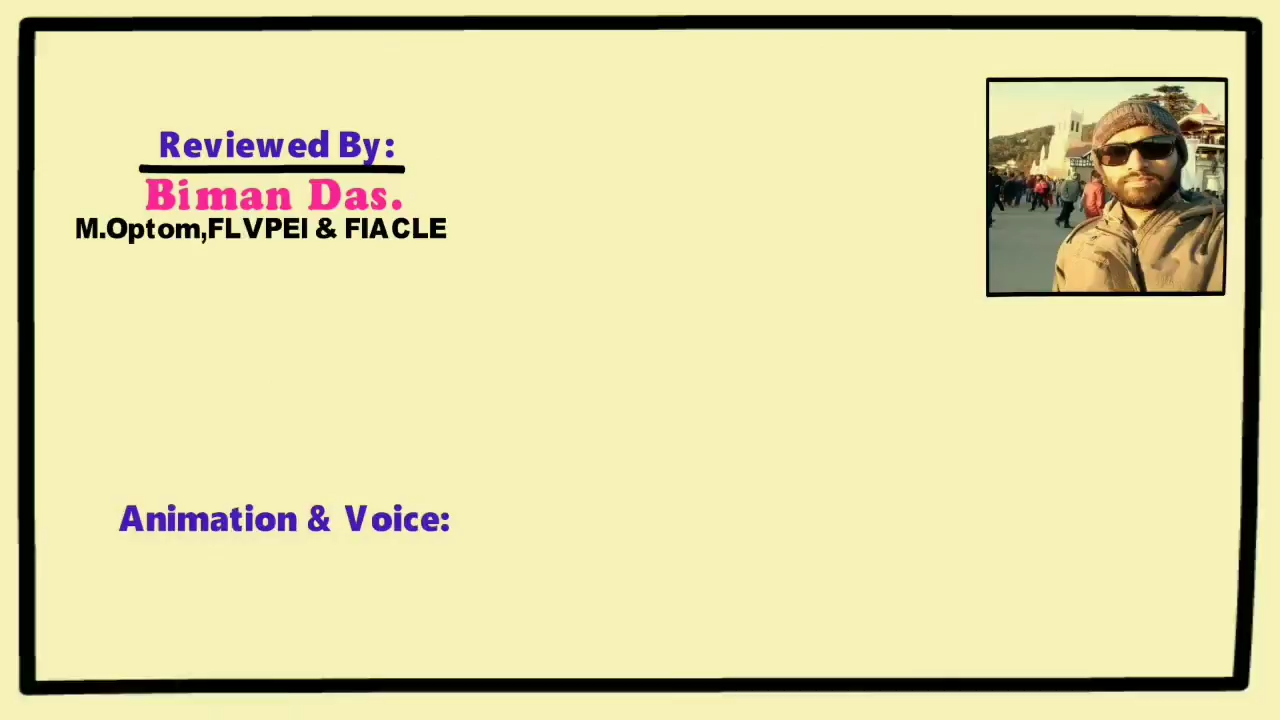 Reviewed By:
Biman Das.
M.Optom,FLVPEI & FIACLE
Animation & Voice: